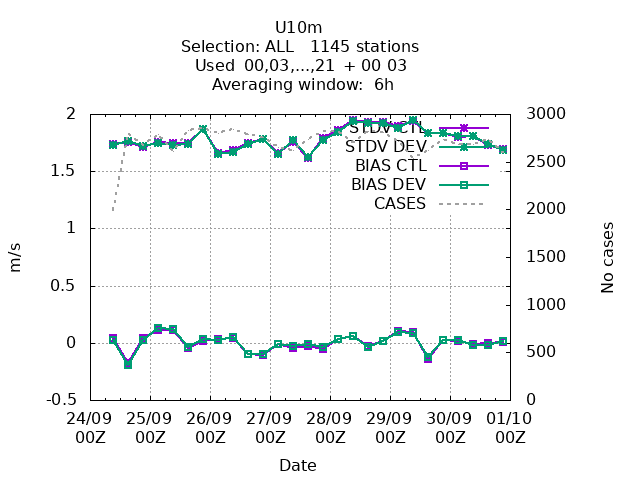 U10m
Selection: ALL   1145 stations
Used  00,03,...,21  + 00 03
Averaging window:  6h
2 3000
STDV CTL
2500
STDV DEV
1.5
BIAS CTL
BIAS DEV
2000
CASES
1
1500
m/s
No cases
0.5
1000
0
500
-0.5 0
24/09 25/09 26/09 27/09 28/09 29/09 30/09 01/10
00Z 00Z 00Z 00Z 00Z 00Z 00Z 00Z
Date